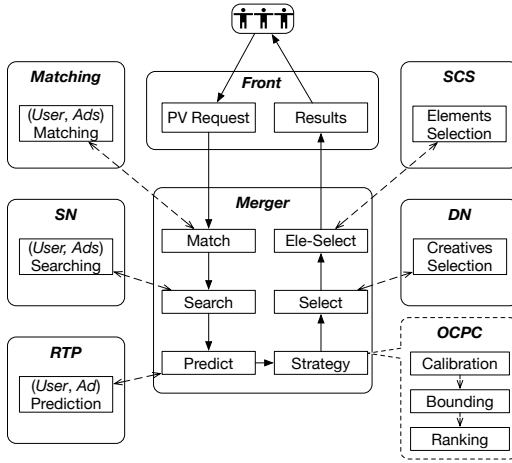 Matching
(User, Ads)
Matching
Front
PV Request
Results
SCS
Elements
Selection
SN
(User, Ads)
Searching
Merger
Match
Ele-Select
Search
Select
Predict
Strategy
DN
Creatives
Selection
RTP
(User, Ad)
Prediction
OCPC
Calibration
Bounding
Ranking